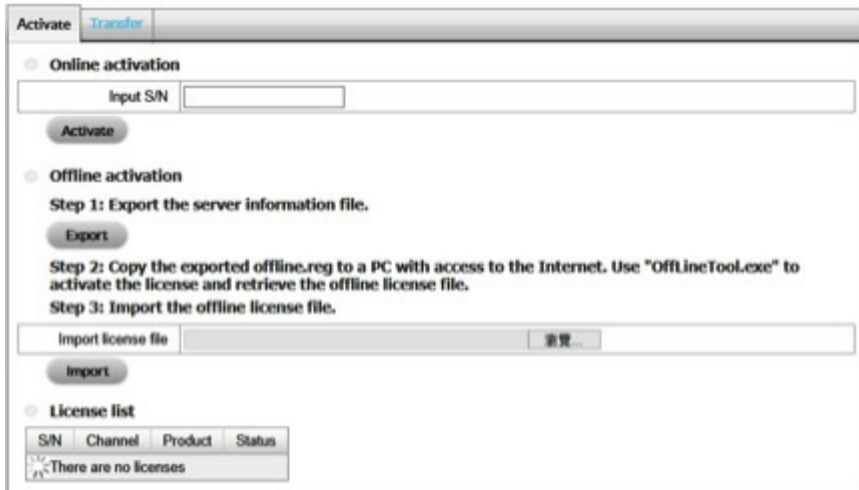 Activate Transfer
Online activation
Input S/N
Activate
Offline activation
Step 1: Export the server information file.
Export
Step 2: Copy the exported offline.reg to a PC with access to the Internet. Use "OffLineTool.exe" to
activate the license and retrieve the offline license file.
Step 3: Import the offline license file.
Import license file 瀏覽...
Import
License list
S/N Channel Product Status
There are no licenses